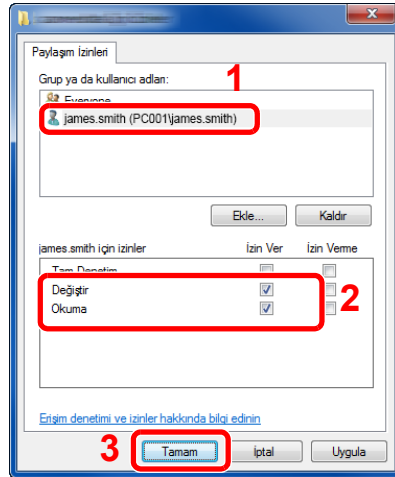 Paylaşım İzinleri
Grup ya da kullanıcı adları:
1
Everyone
james.smith (PC001\james.smith)
Ekle...
Kaldır
james.smith için izinler
İzin Ver
İzin Verme
Tam Denetim
Değiştir
Okuma
2
Erişim denetimi ve izinler hakkında bilgi edinin
3
Tamam
İptal
Uygula